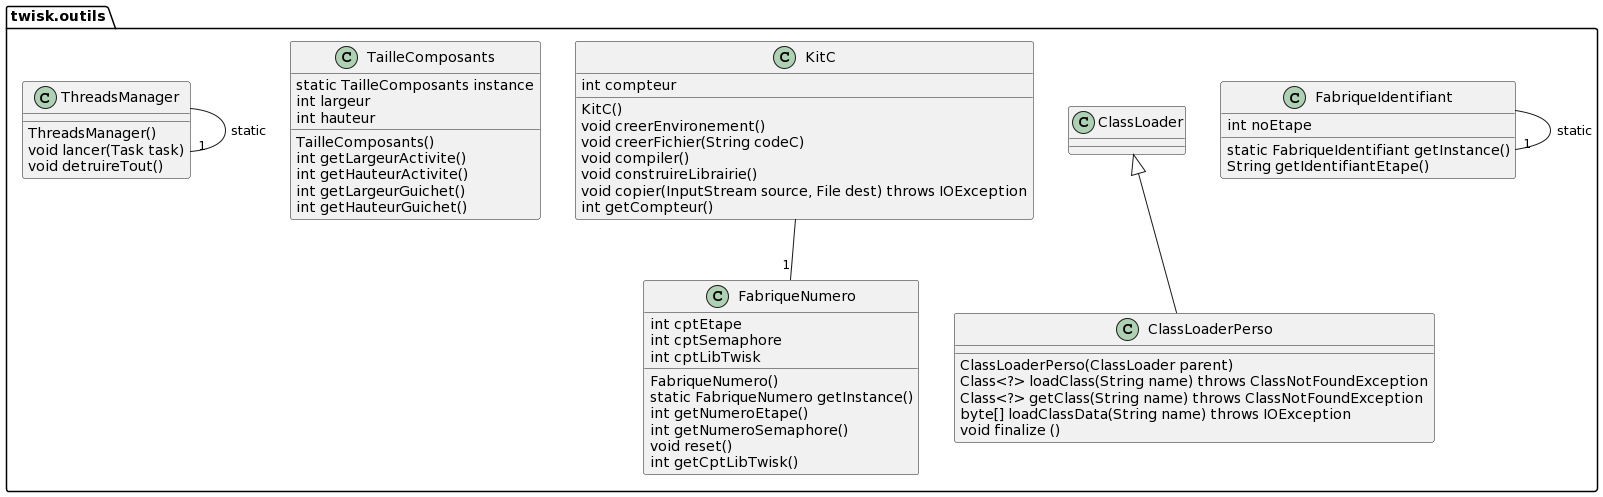 twisk.outils
C ThreadsManager
ThreadsManager()
void lancer(Task task)
void detruireTout()
1
static
C TailleComposants
static TailleComposants instance
int largeur
int hauteur
TailleComposants()
int getLargeurActivite()
int getHauteurActivite()
int getLargeurGuichet()
int getHauteurGuichet()
C KitC
int compteur
KitC()
void creerEnvironement()
void creerFichier(String codeC)
void compiler()
void construireLibrairie()
void copier(InputStream source, File dest) throws IOException
int getCompteur()
1
C ClassLoader
C FabriqueIdentifiant
int noEtape
static FabriqueIdentifiant getInstance()
String getIdentifiantEtape()
1
static
C FabriqueNumero
int cptEtape
int cptSemaphore
int cptLibTwisk
FabriqueNumero()
static FabriqueNumero getInstance()
int getNumeroEtape()
int getNumeroSemaphore()
void reset()
int getCptLibTwisk()
C ClassLoaderPerso
ClassLoaderPerso(ClassLoader parent)
Class<?> loadClass(String name) throws ClassNotFoundException
Class<?> getClass(String name) throws ClassNotFoundException
byte[] loadClassData(String name) throws IOException
void finalize ()